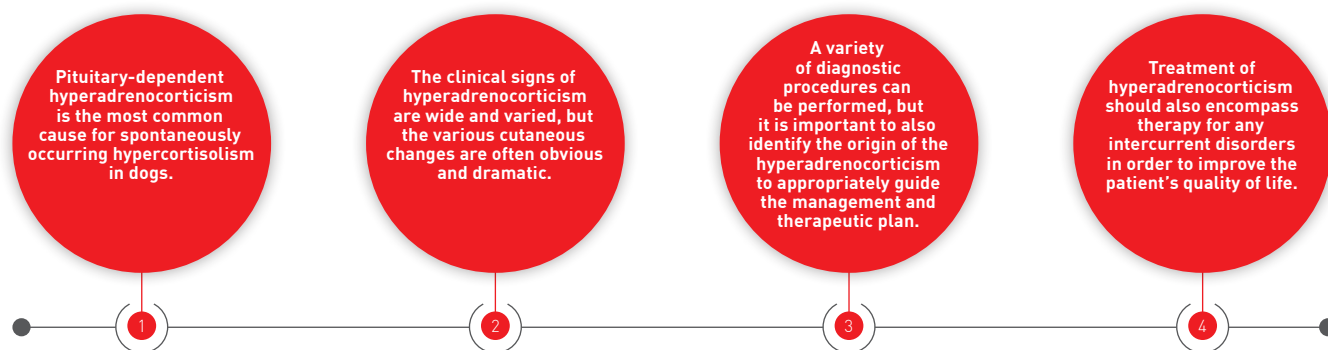 Pituitary-dependent
hyperadrenocorticism
is the most common
cause for spontaneously
occurring hypercortisolism
in dogs.
1
The clinical signs of
hyperadrenocorticism
are wide and varied, but
the various cutaneous
changes are often obvious
and dramatic.
2
A variety
of diagnostic
procedures can
be performed, but
it is important to also
identify the origin of the
hyperadrenocorticism
to appropriately guide
the management and
therapeutic plan.
3
Treatment of
hyperadrenocorticism
should also encompass
therapy for any
intercurrent disorders
in order to improve the
patient’s quality of life.
4